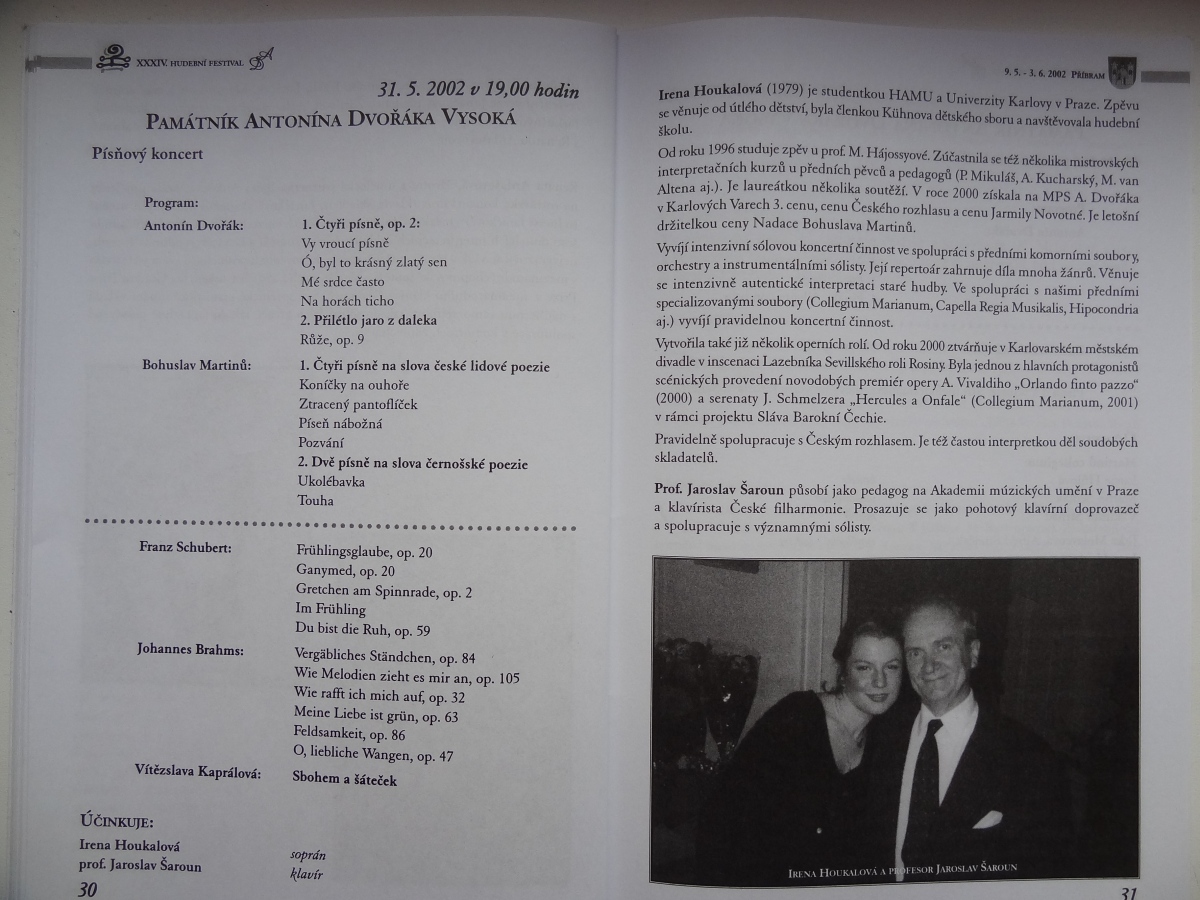 XXXIV. HUDEBNÍ FESTIVAL
31. 5. 2002 v 19,00 hodin
PAMÁTNÍK ANTONÍNA DVOŘÁKA VYSOKÁ
Písňový koncert
Program:
Antonín Dvořák: 1. Čtyři písně, op. 2:
Vy vroucí písně
Ó, byl to krásný zlatý sen
Mé srdce často
Na horách ticho
2. Přilétlo jaro z daleka
Růže, op. 9
Bohuslav Martinů: 1. Čtyři písně na slova české lidové poezie
Koníčky na ouhoře
Ztracený pantoflíček
Píseň nábožná
Pozvání
2. Dvě písně na slova černošské poezie
Ukolébavka
Touha
Franz Schubert: Frühlingsglaube, op. 20
Ganymed, op. 20
Gretchen am Spinnrade, op. 2
Im Frühling
Du bist die Ruh, op. 59
Johannes Brahms: Vergäbliches Ständchen, op. 84
Wie Melodien zieht es mir an, op. 105
Wie rafft ich mich auf, op. 32
Meine Liebe ist grün, op. 63
Feldsamkeit, op. 86
O, liebliche Wangen, op. 47
Vítězslava Kaprálová: Sbohem a šáteček
ÚČINKUJE:
Irena Houkalová soprán
prof. Jaroslav Šaroun klavír
30
9. 5. - 3. 6. 2002 PŘÍBRAM
Irena Houkalová (1979) je studentkou HAMU a Univerzity Karlovy v Praze. Zpěvu
se věnuje od útlého dětství, byla členkou Kühnova dětského sboru a navštěvovala hudební
školu.
Od roku 1996 studuje zpěv u prof. M. Hájossyové. Zúčastnila se též několika mistrovských
interpretačních kurzů u předních pěvců a pedagogů (P. Mikuláš, A. Kucharský, M. van
Altena aj.). Je laureátkou několika soutěží. V roce 2000 získala na MPS A. Dvořáka
v Karlových Varech 3. cenu, cenu Českého rozhlasu a cenu Jarmily Novotné. Je letošní
držitelkou ceny Nadace Bohuslava Martinů.
Vyvíjí intenzivní sólovou koncertní činnost ve spolupráci s předními komorními soubory,
orchestry a instrumentálními sólisty. Její repertoár zahrnuje díla mnoha žánrů. Věnuje
se intenzivně autentické interpretaci staré hudby. Ve spolupráci s našimi předními
specializovanými soubory (Collegium Marianum, Capella Regia Musikalis, Hipocondria
aj.) vyvíjí pravidelnou koncertní činnost.
Vytvořila také již několik operních rolí. Od roku 2000 ztvárňuje v Karlovarském městském
divadle v inscenaci Lazebníka Sevillského roli Rosiny. Byla jednou z hlavních protagonistů
scénických provedení novodobých premiér opery A. Vivaldiho „Orlando finto pazzo“
(2000) a serenaty J. Schmelzera „Hercules a Onfale“ (Collegium Marianum, 2001)
v rámci projektu Sláva Barokní Čechie.
Pravidelně spolupracuje s Českým rozhlasem. Je též častou interpretkou děl soudobých
skladatelů.
Prof. Jaroslav Šaroun působí jako pedagog na Akademii múzických umění v Praze
a klavírista České filharmonie. Prosazuje se jako pohotový klavírní doprovazeč
a spolupracuje s významnými sólisty.
IRENA HOUKALOVÁ A PROFESOR JAROSLAV ŠAROUN
31